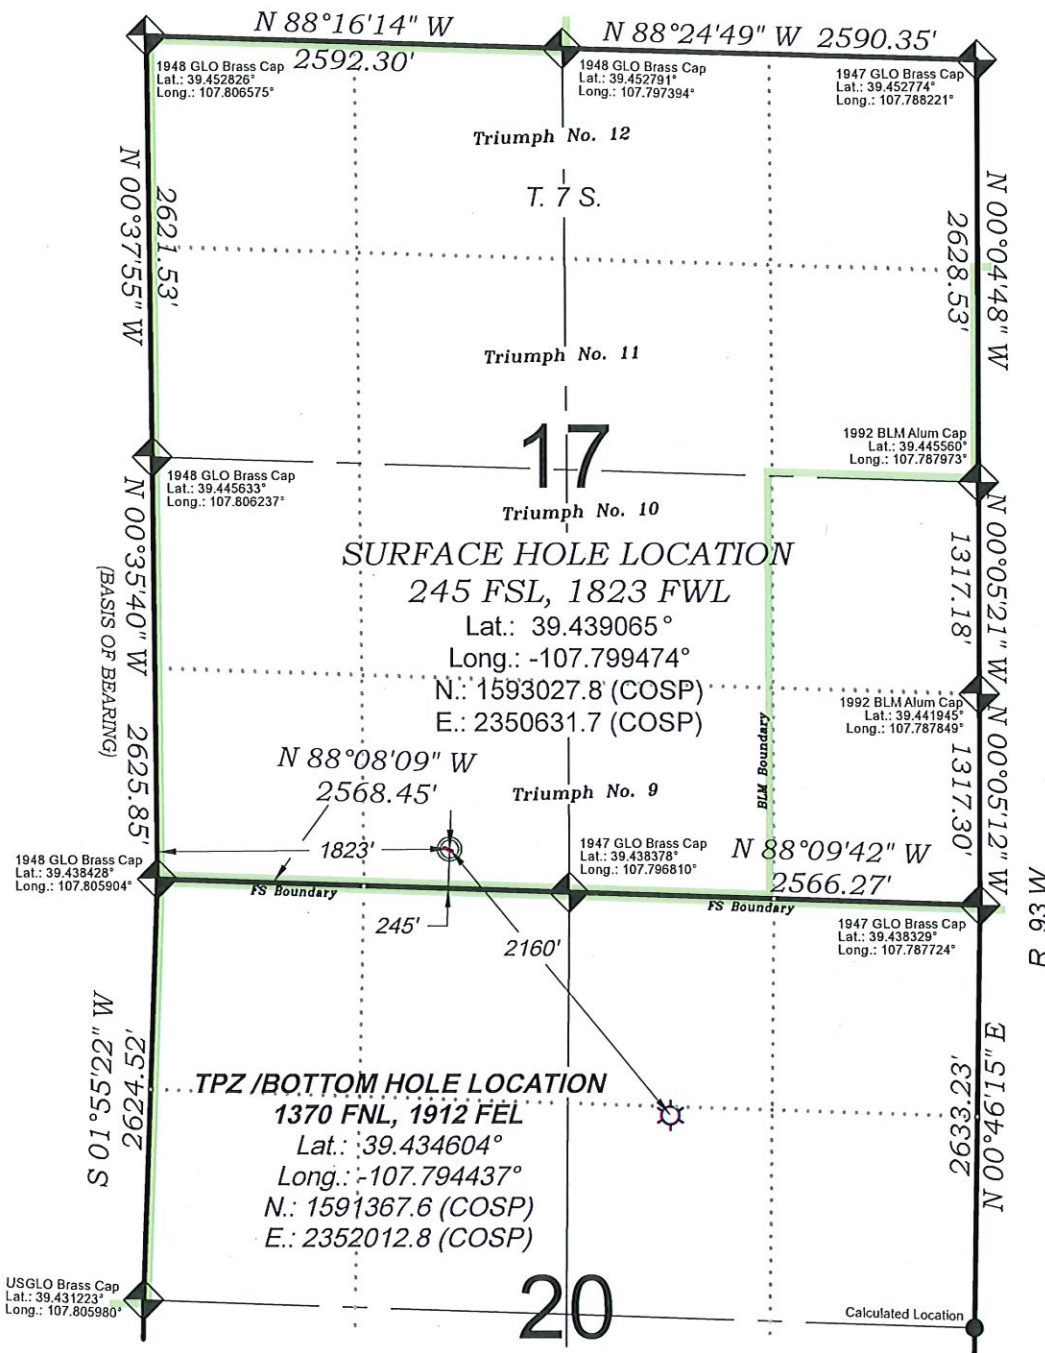 N 88°16'14" W
2592.30'
N 88°24'49" W 2590.35'
1948 GLO Brass Cap
Lat.: 39.452826°
Long.: 107.806575°
1948 GLO Brass Cap
Lat.: 39.452791°
Long.: 107.797394°
1947 GLO Brass Cap
Lat.: 39.452774°
Long.: 107.788221°
Triumph No. 12
T. 7 S.
N 00°37'55" W
2621.53'
N 00°04'48" W
2628.53'
Triumph No. 11
17
1992 BLM Alum Cap
Lat.: 39.445560°
Long.: 107.787973°
1948 GLO Brass Cap
Lat.: 39.445633°
Long.: 107.806237°
Triumph No. 10
SURFACE HOLE LOCATION
245 FSL, 1823 FWL
Lat.: 39.439065°
Long.: -107.799474°
N.: 1593027.8 (COSP)
E.: 2350631.7 (COSP)
N 00°35'40" W
2625.85'
(BASIS OF BEARING)
N 00°05'21" W
1317.18'
1992 BLM Alum Cap
Lat.: 39.441945°
Long.: 107.787849°
N 00°05'12" W
1317.30'
BLM Boundary
N 88°08'09" W
2568.45'
Triumph No. 9
1823'
1947 GLO Brass Cap
Lat.: 39.438378°
Long.: 107.796810°
N 88°09'42" W
2566.27'
1948 GLO Brass Cap
Lat.: 39.438428°
Long.: 107.805904°
FS Boundary
FS Boundary
245'
2160'
1947 GLO Brass Cap
Lat.: 39.438329°
Long.: 107.787724°
R. 93 W.
S 01°55'22" W
2624.52'
N 00°46'15" E
2633.23'
TPZ /BOTTOM HOLE LOCATION
1370 FNL, 1912 FEL
Lat.: 39.434604°
Long.: -107.794437°
N.: 1591367.6 (COSP)
E.: 2352012.8 (COSP)
USGLO Brass Cap
Lat.: 39.431223°
Long.: 107.805980°
20
Calculated Location